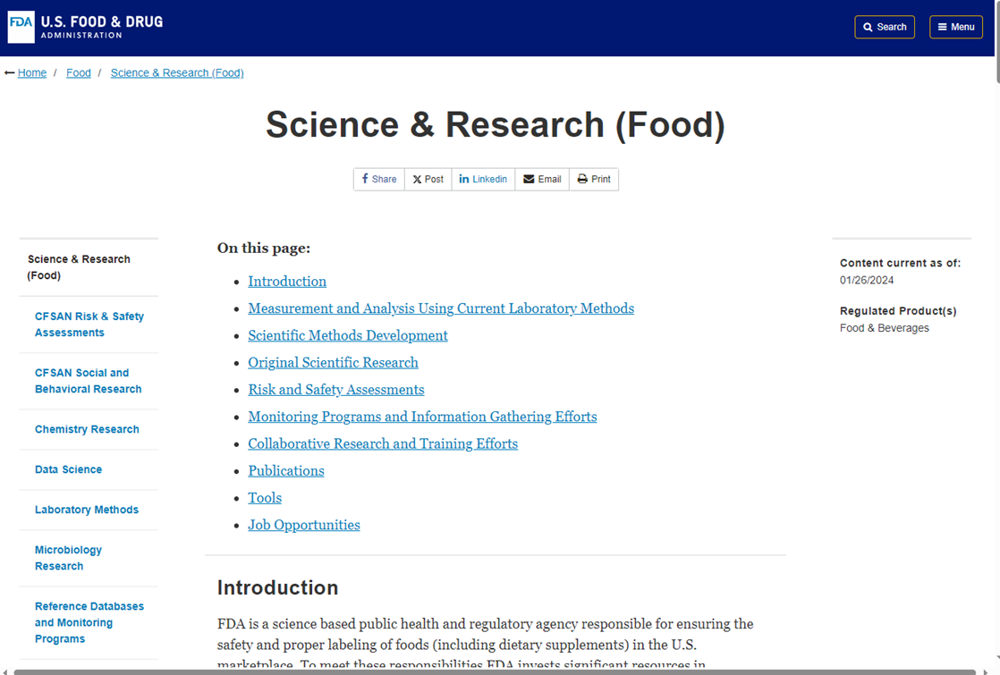 FDA U.S. FOOD & DRUG
ADMINISTRATION
Search
Menu
Home / Food / Science & Research (Food)
Science & Research (Food)
Share
Post
Linkedin
Email
Print
Science & Research
(Food)
CFSAN Risk & Safety
Assessments
CFSAN Social and
Behavioral Research
Chemistry Research
Data Science
Laboratory Methods
Microbiology
Research
Reference Databases
and Monitoring
Programs
On this page:
Introduction
Measurement and Analysis Using Current Laboratory Methods
Scientific Methods Development
Original Scientific Research
Risk and Safety Assessments
Monitoring Programs and Information Gathering Efforts
Collaborative Research and Training Efforts
Publications
Tools
Job Opportunities
Introduction
FDA is a science based public health and regulatory agency responsible for ensuring the
safety and proper labeling of foods (including dietary supplements) in the U.S.
marketplace. To meet these responsibilities FDA invests significant resources in
Content current as of:
01/26/2024
Regulated Product(s)
Food & Beverages